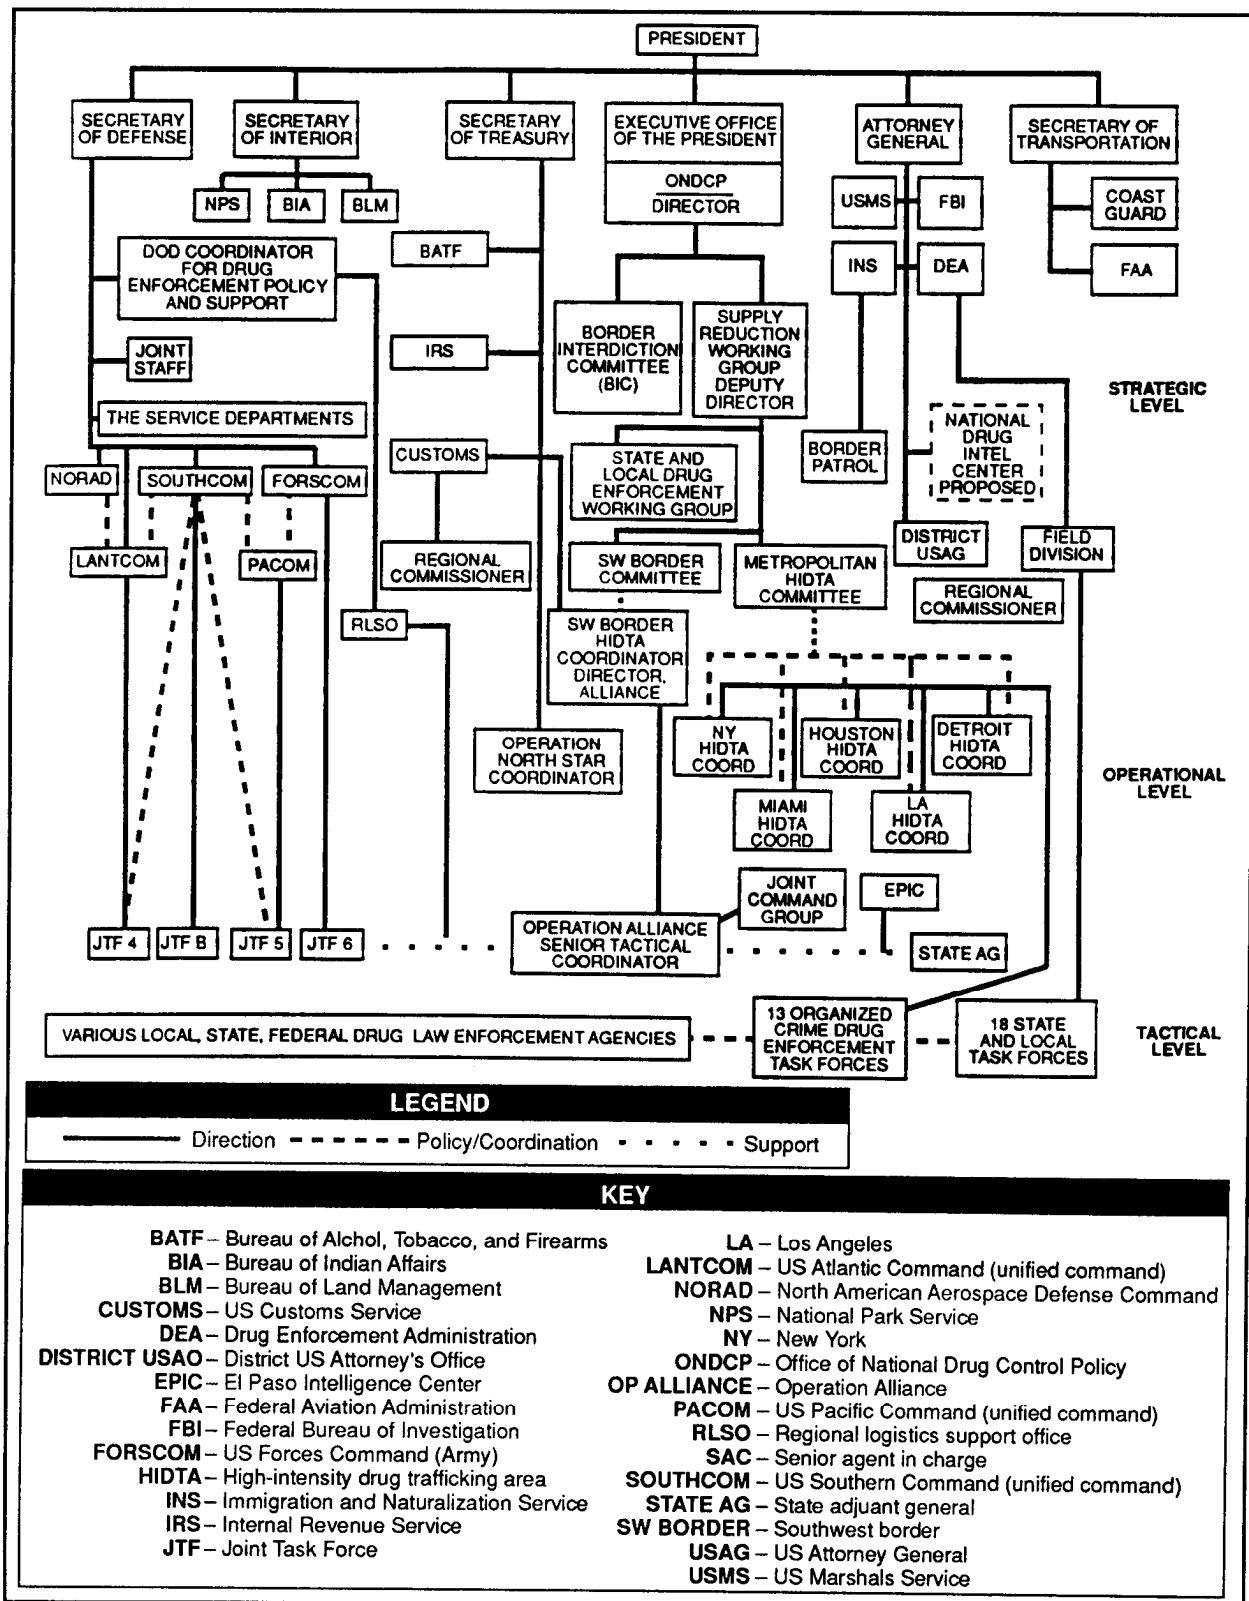 PRESIDENT
SECRETARY
OF DEFENSE
SECRETARY
OF INTERIOR
SECRETARY
OF TREASURY
EXECUTIVE OFFICE
OF THE PRESIDENT
ONDCP
DIRECTOR
ATTORNEY
GENERAL
SECRETARY OF
TRANSPORTATION
NPS
BIA
BLM
USMS
FBI
COAST
GUARD
DOD COORDINATOR
FOR DRUG
ENFORCEMENT POLICY
AND SUPPORT
BATF
INS
DEA
FAA
JOINT
STAFF
IRS
BORDER
INTERDICTION
COMMITTEE
(BIC)
SUPPLY
REDUCTION
WORKING
GROUP
DEPUTY
DIRECTOR
STRATEGIC
LEVEL
THE SERVICE DEPARTMENTS
NORAD
SOUTHCOM
FORSCOM
CUSTOMS
STATE AND
LOCAL DRUG
ENFORCEMENT
WORKING GROUP
BORDER
PATROL
NATIONAL
DRUG
INTEL
CENTER
PROPOSED
LANTCOM
PACOM
REGIONAL
COMMISSIONER
SW BORDER
COMMITTEE
METROPOLITAN
HIDTA
COMMITTEE
DISTRICT
USAG
FIELD
DIVISION
REGIONAL
COMMISSIONER
RLSO
SW BORDER
HIDTA
COORDINATOR
DIRECTOR,
ALLIANCE
OPERATION
NORTH STAR
COORDINATOR
NY
HIDTA
COORD
HOUSTON
HIDTA
COORD
DETROIT
HIDTA
COORD
MIAMI
HIDTA
COORD
LA
HIDTA
COORD
OPERATIONAL
LEVEL
JOINT
COMMAND
GROUP
EPIC
JTF 4
JTF B
JTF 5
JTF 6
OPERATION ALLIANCE
SENIOR TACTICAL
COORDINATOR
STATE AG
VARIOUS LOCAL, STATE, FEDERAL DRUG LAW ENFORCEMENT AGENCIES
13 ORGANIZED
CRIME DRUG
ENFORCEMENT
TASK FORCES
18 STATE
AND LOCAL
TASK FORCES
TACTICAL
LEVEL
LEGEND
Direction
Policy/Coordination
Support
KEY
BATF – Bureau of Alchol, Tobacco, and Firearms
BIA – Bureau of Indian Affairs
BLM – Bureau of Land Management
CUSTOMS – US Customs Service
DEA – Drug Enforcement Administration
DISTRICT USAO – District US Attorney's Office
EPIC – El Paso Intelligence Center
FAA – Federal Aviation Administration
FBI – Federal Bureau of Investigation
FORSCOM – US Forces Command (Army)
HIDTA – High-intensity drug trafficking area
INS – Immigration and Naturalization Service
IRS – Internal Revenue Service
JTF – Joint Task Force
LA – Los Angeles
LANTCOM – US Atlantic Command (unified command)
NORAD – North American Aerospace Defense Command
NPS – National Park Service
NY – New York
ONDCP – Office of National Drug Control Policy
OP ALLIANCE – Operation Alliance
PACOM – US Pacific Command (unified command)
RLSO – Regional logistics support office
SAC – Senior agent in charge
SOUTHCOM – US Southern Command (unified command)
STATE AG – State adjuant general
SW BORDER – Southwest border
USAG – US Attorney General
USMS – US Marshals Service